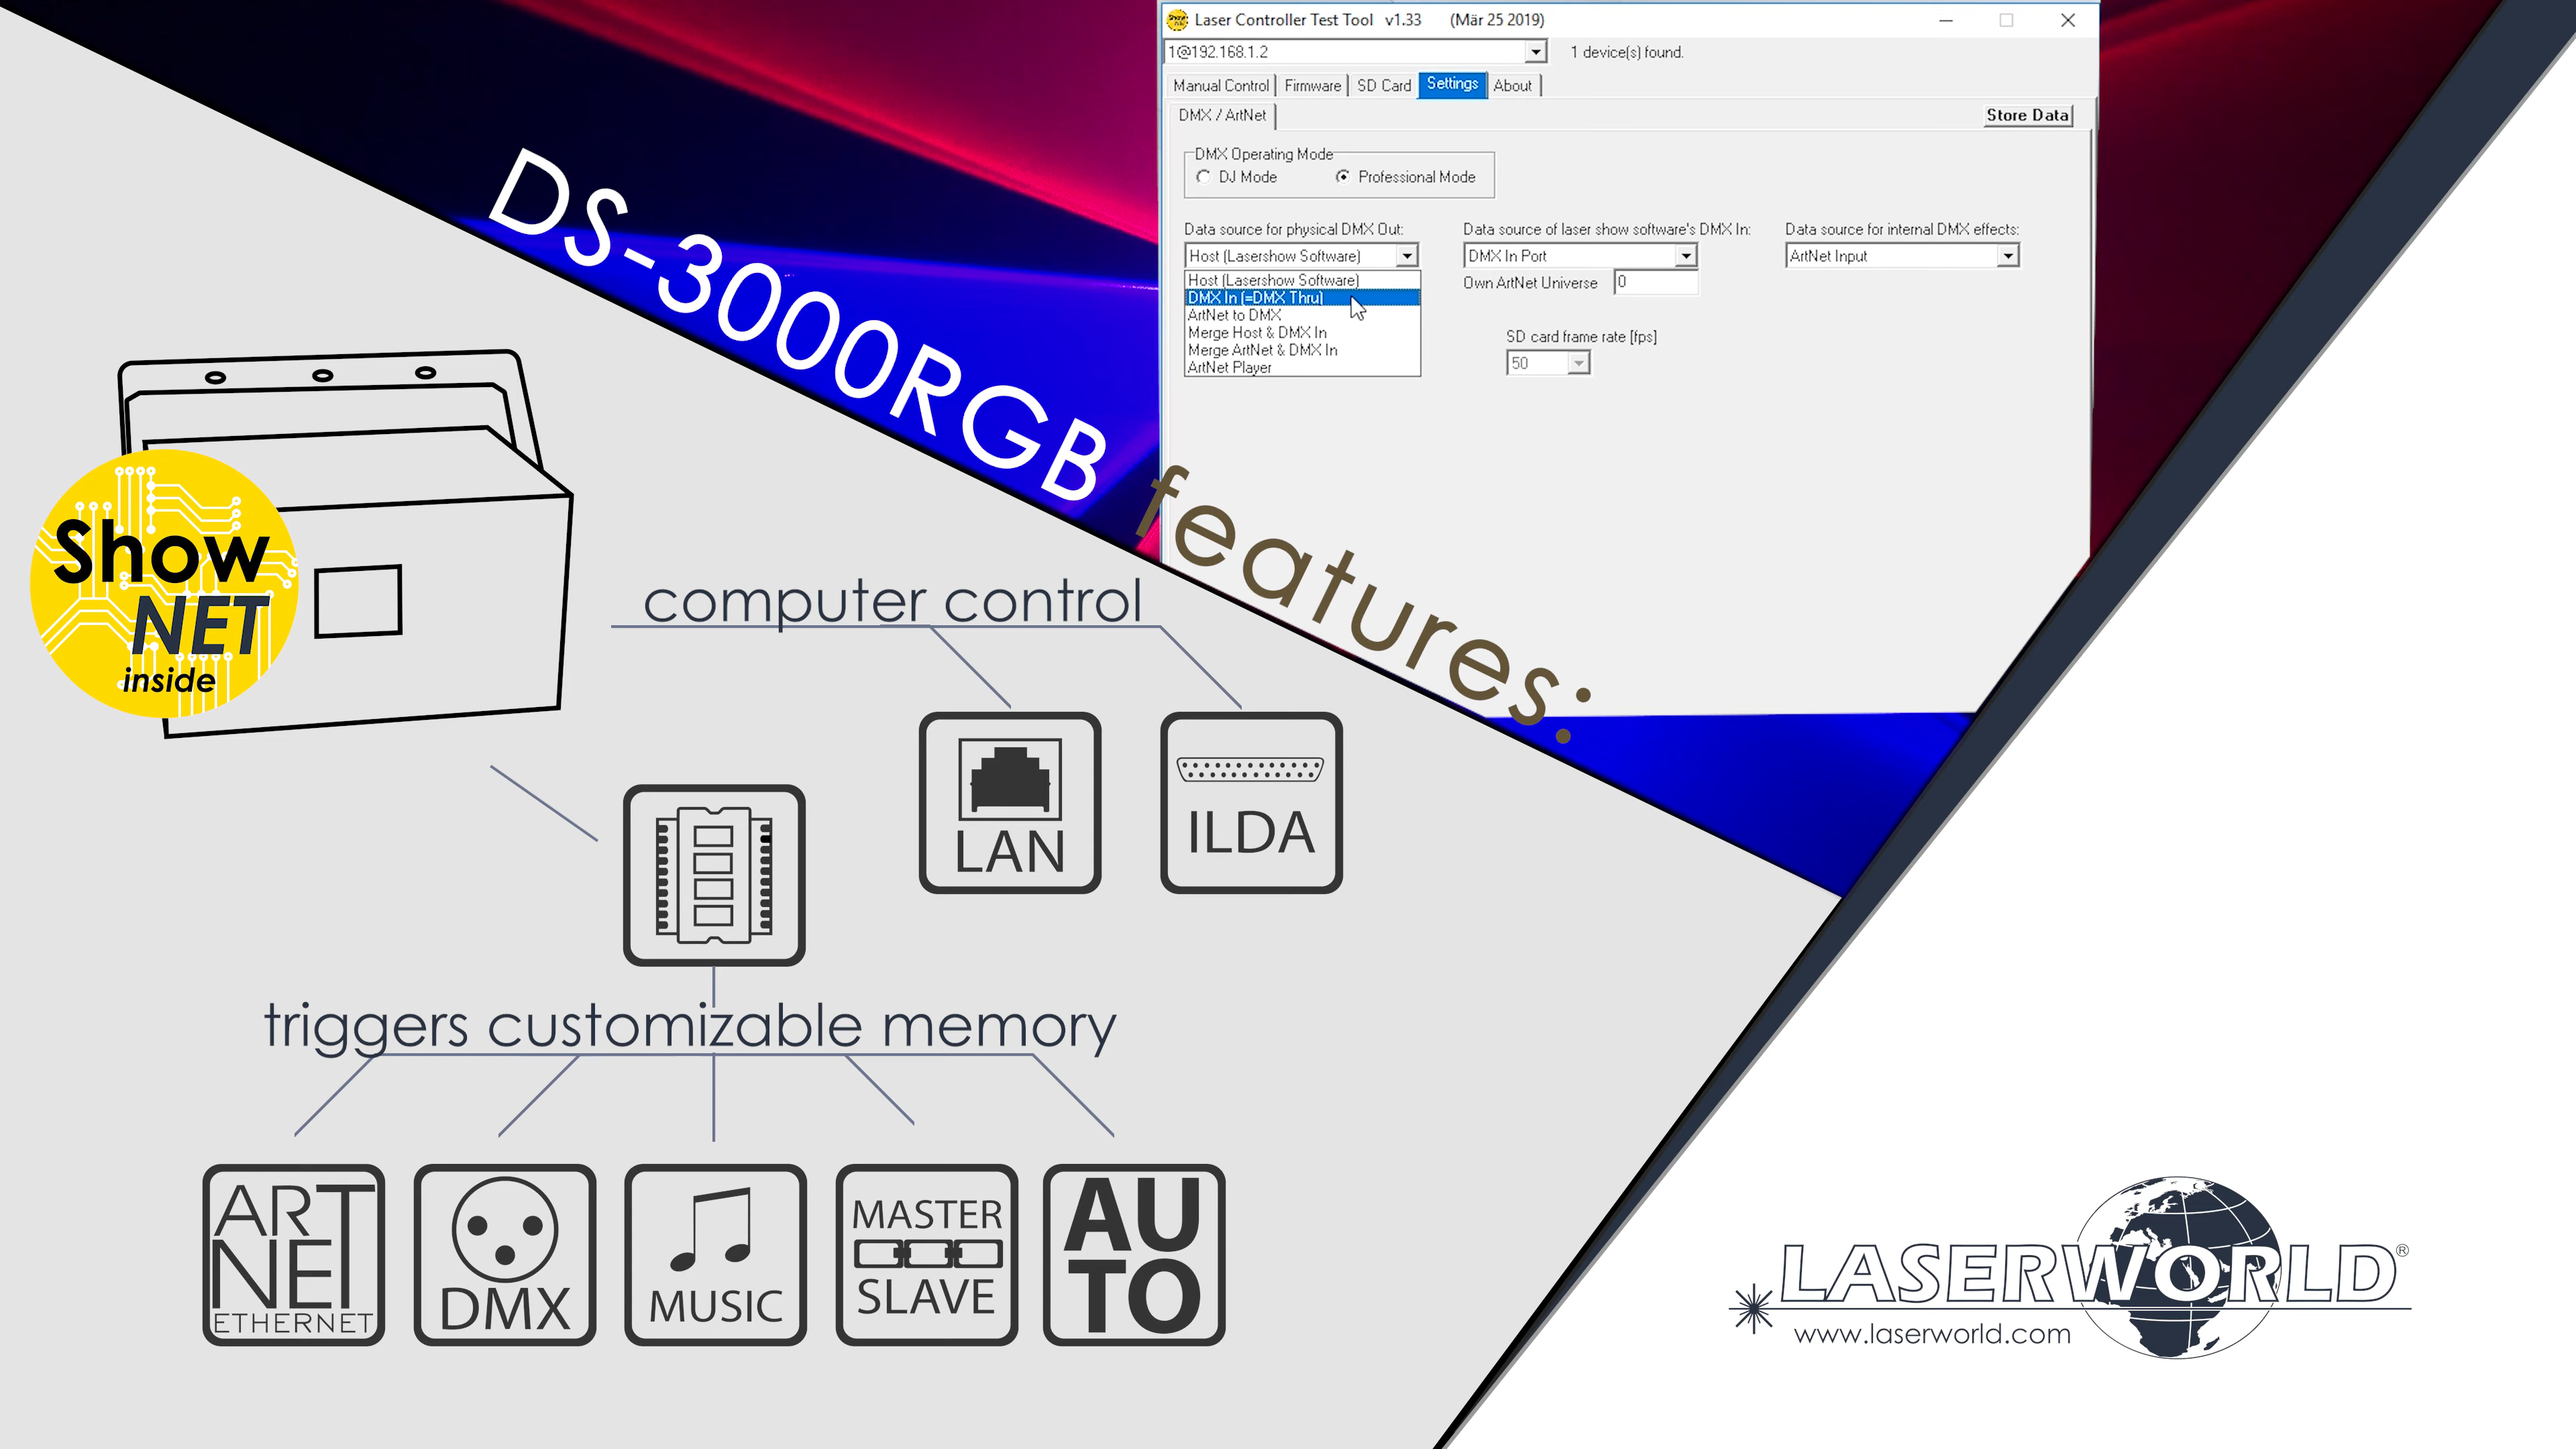 Laser Controller Test Tool v1.33 (Mär 25 2019)
1@192.168.1.2
1 device(s) found.
Manual Control
Firmware
SD Card
Settings
About
DMX / ArtNet
Store Data
DMX Operating Mode
DJ Mode
Professional Mode
Data source for physical DMX Out:
Host (Lasershow Software)
Host (Lasershow Software)
DMX In (=DMX Thru)
ArtNet to DMX
Merge Host & DMX In
Merge ArtNet & DMX In
ArtNet Player
Data source of laser show software's DMX In:
DMX In Port
Own ArtNet Universe 0
SD card frame rate [fps]
50
Data source for internal DMX effects:
ArtNet Input
DS-3000RGB
features:
Show
NET
inside
computer control
LAN
ILDA
triggers customizable memory
ART
NET
ETHERNET
DMX
MUSIC
MASTER
SLAVE
AU
TO
LASERWORLD®
www.laserworld.com